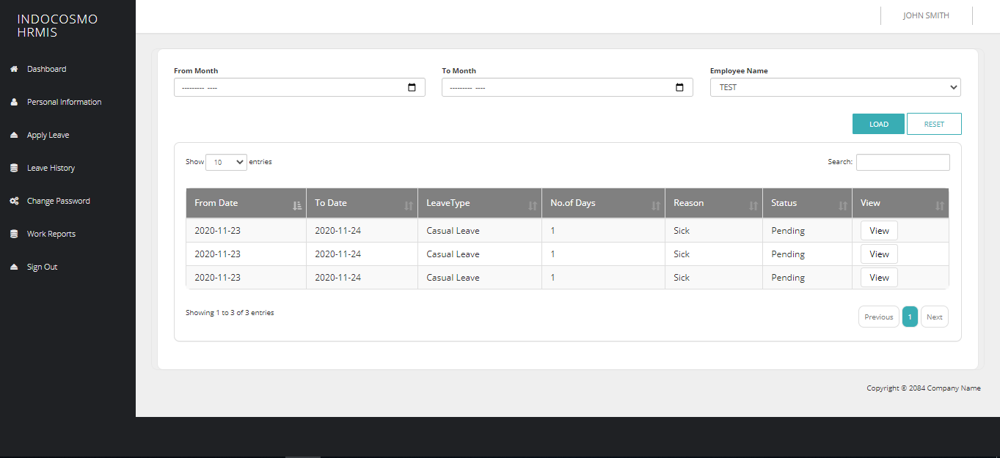 INDOCOSMO
HRMIS
JOHN SMITH
Dashboard
Personal Information
Apply Leave
Leave History
Change Password
Work Reports
Sign Out
From Month To Month Employee Name
--------- ---- --------- ---- TEST
LOAD RESET
Show 10 entries Search:
From Date To Date LeaveType No.of Days Reason Status View
2020-11-23 2020-11-24 Casual Leave 1 Sick Pending View
2020-11-23 2020-11-24 Casual Leave 1 Sick Pending View
2020-11-23 2020-11-24 Casual Leave 1 Sick Pending View
Showing 1 to 3 of 3 entries Previous 1 Next
Copyright © 2084 Company Name